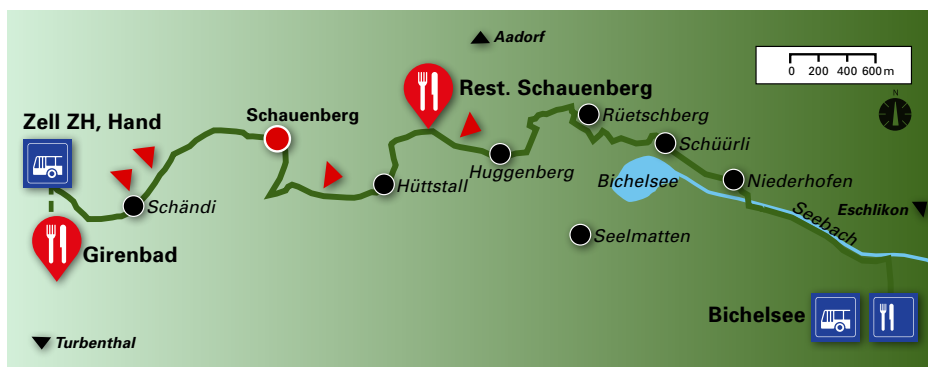 Aadorf
0 200 400 600 m
N
Rest. Schauenberg
Zell ZH, Hand
Schauenberg
Rüetschberg
Schüürli
Huggenberg
Bichelsee
Niederhofen
Hüttstall
Schändi
Eschlikon
Seebach
Seelmatten
Girenbad
Bichelsee
Turbenthal